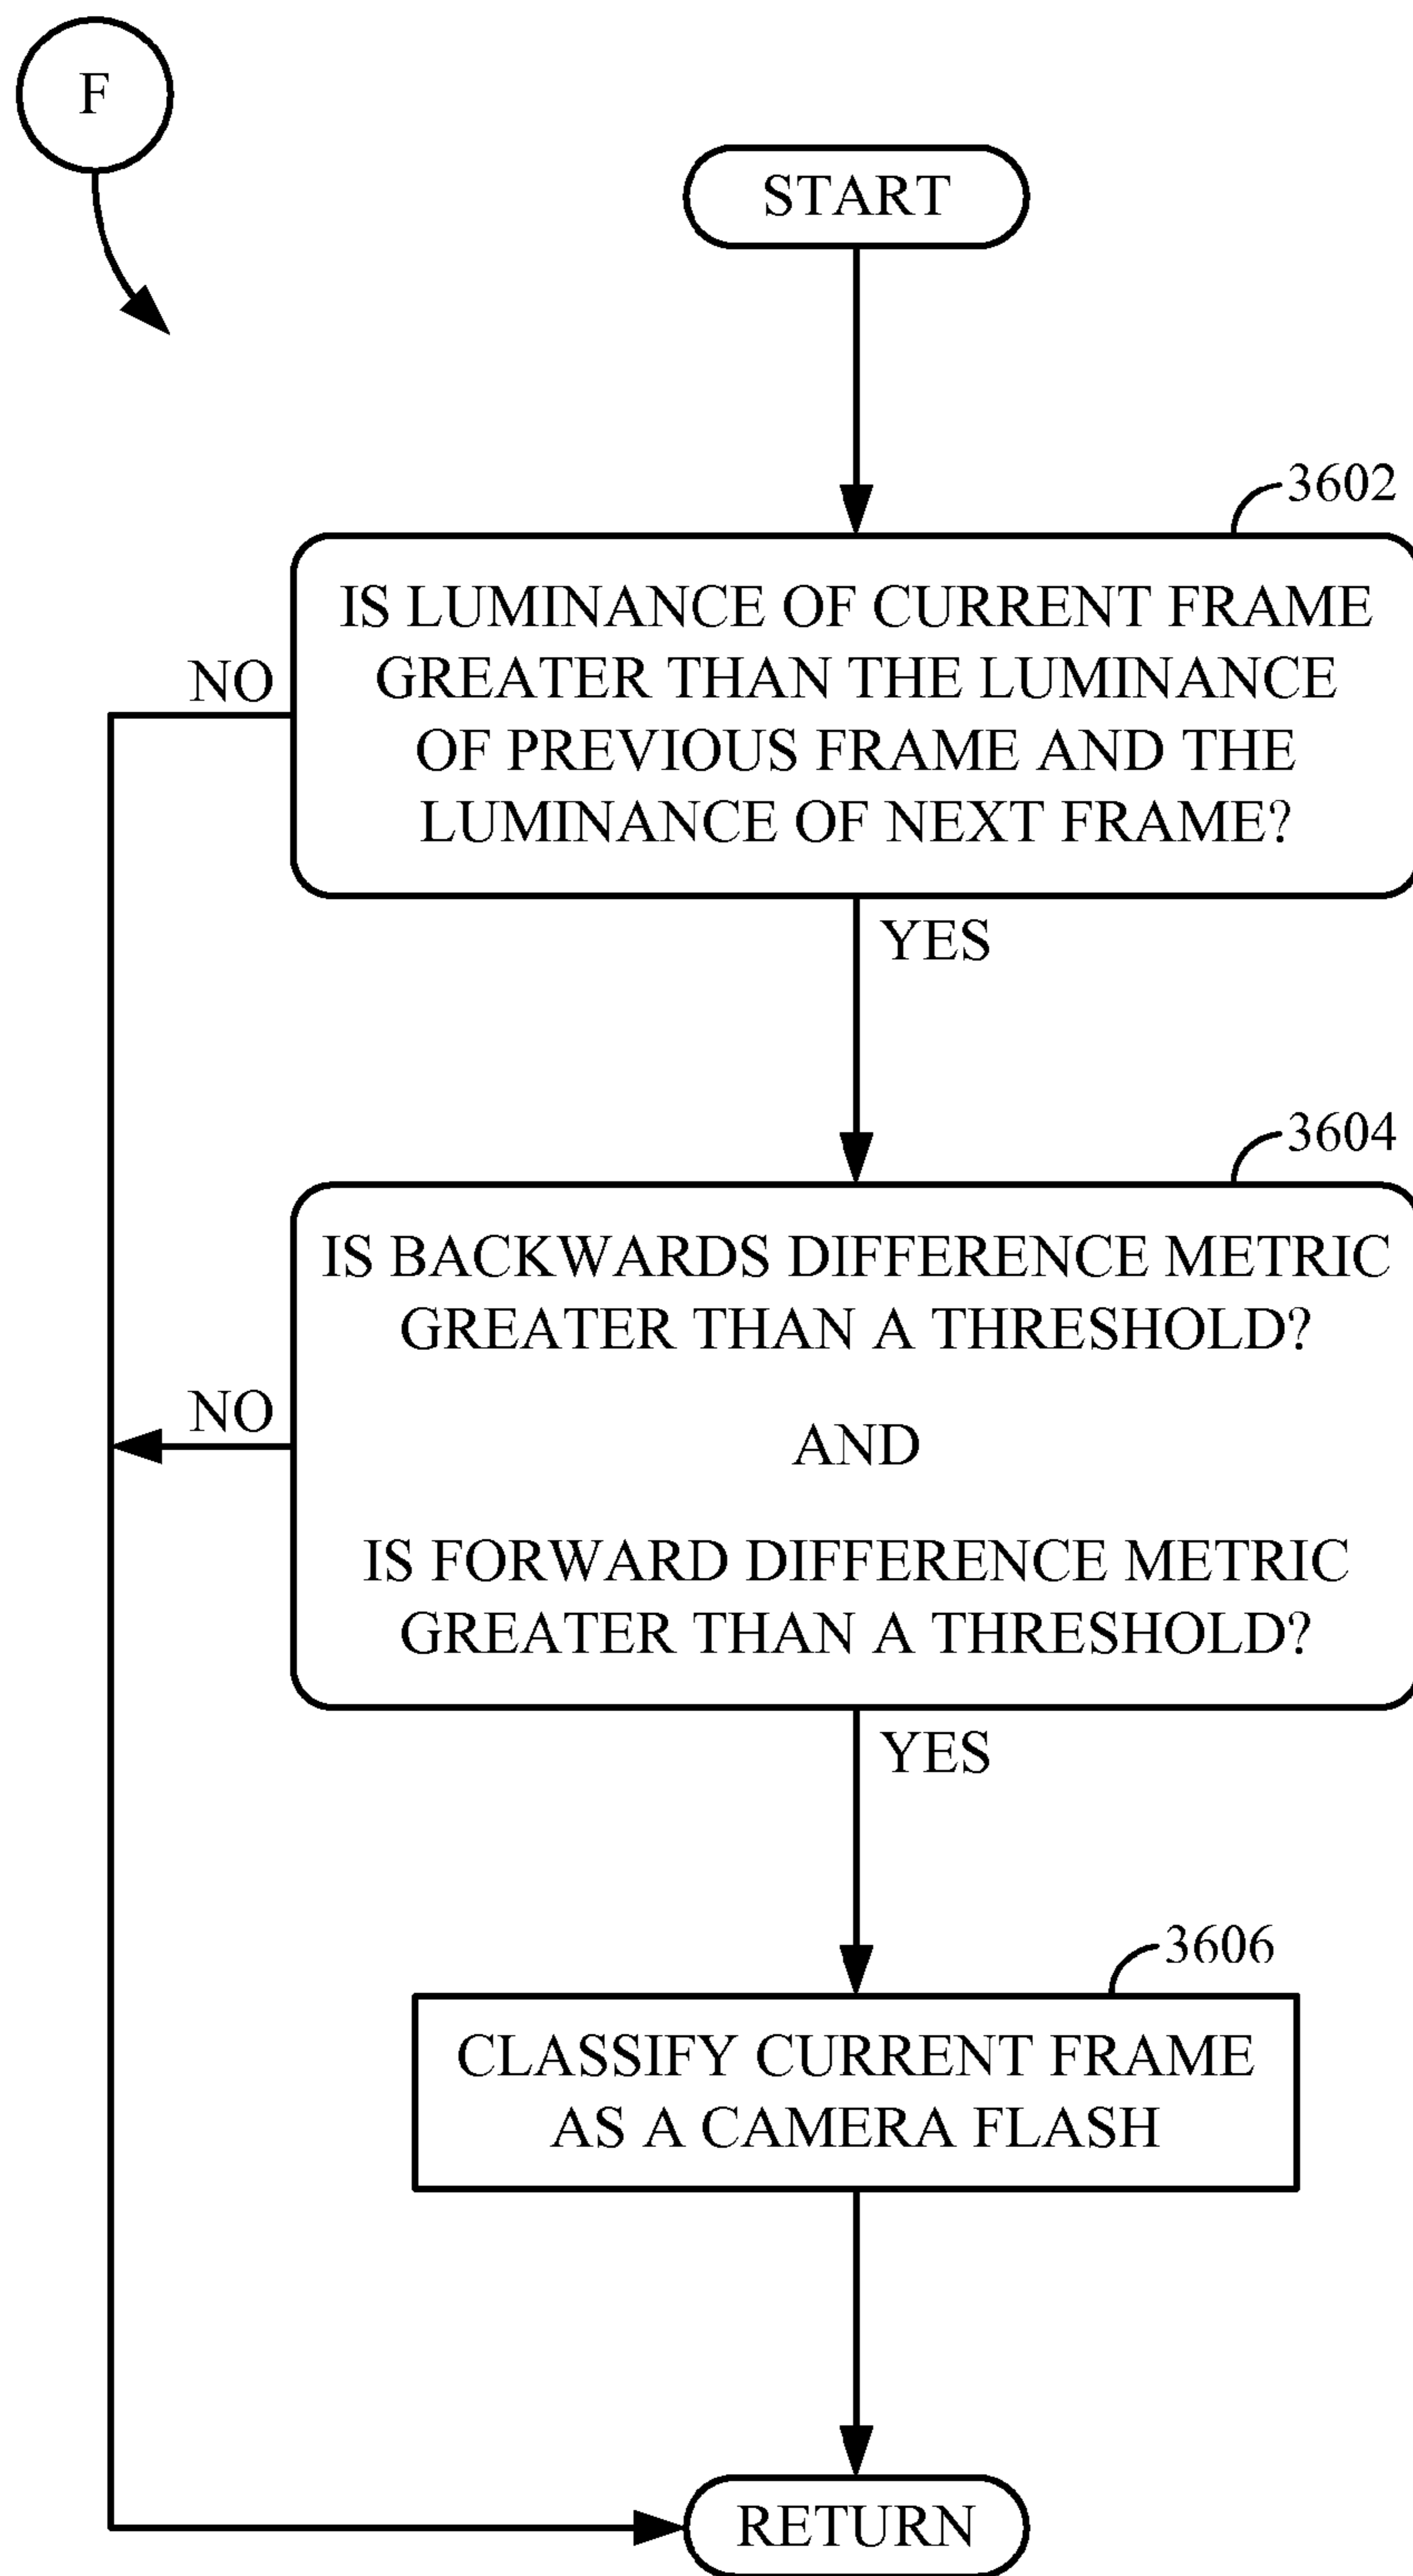 F
START
3602
IS LUMINANCE OF CURRENT FRAME
GREATER THAN THE LUMINANCE
OF PREVIOUS FRAME AND THE
LUMINANCE OF NEXT FRAME?
NO
YES
3604
IS BACKWARDS DIFFERENCE METRIC
GREATER THAN A THRESHOLD?
AND
IS FORWARD DIFFERENCE METRIC
GREATER THAN A THRESHOLD?
NO
YES
3606
CLASSIFY CURRENT FRAME
AS A CAMERA FLASH
RETURN